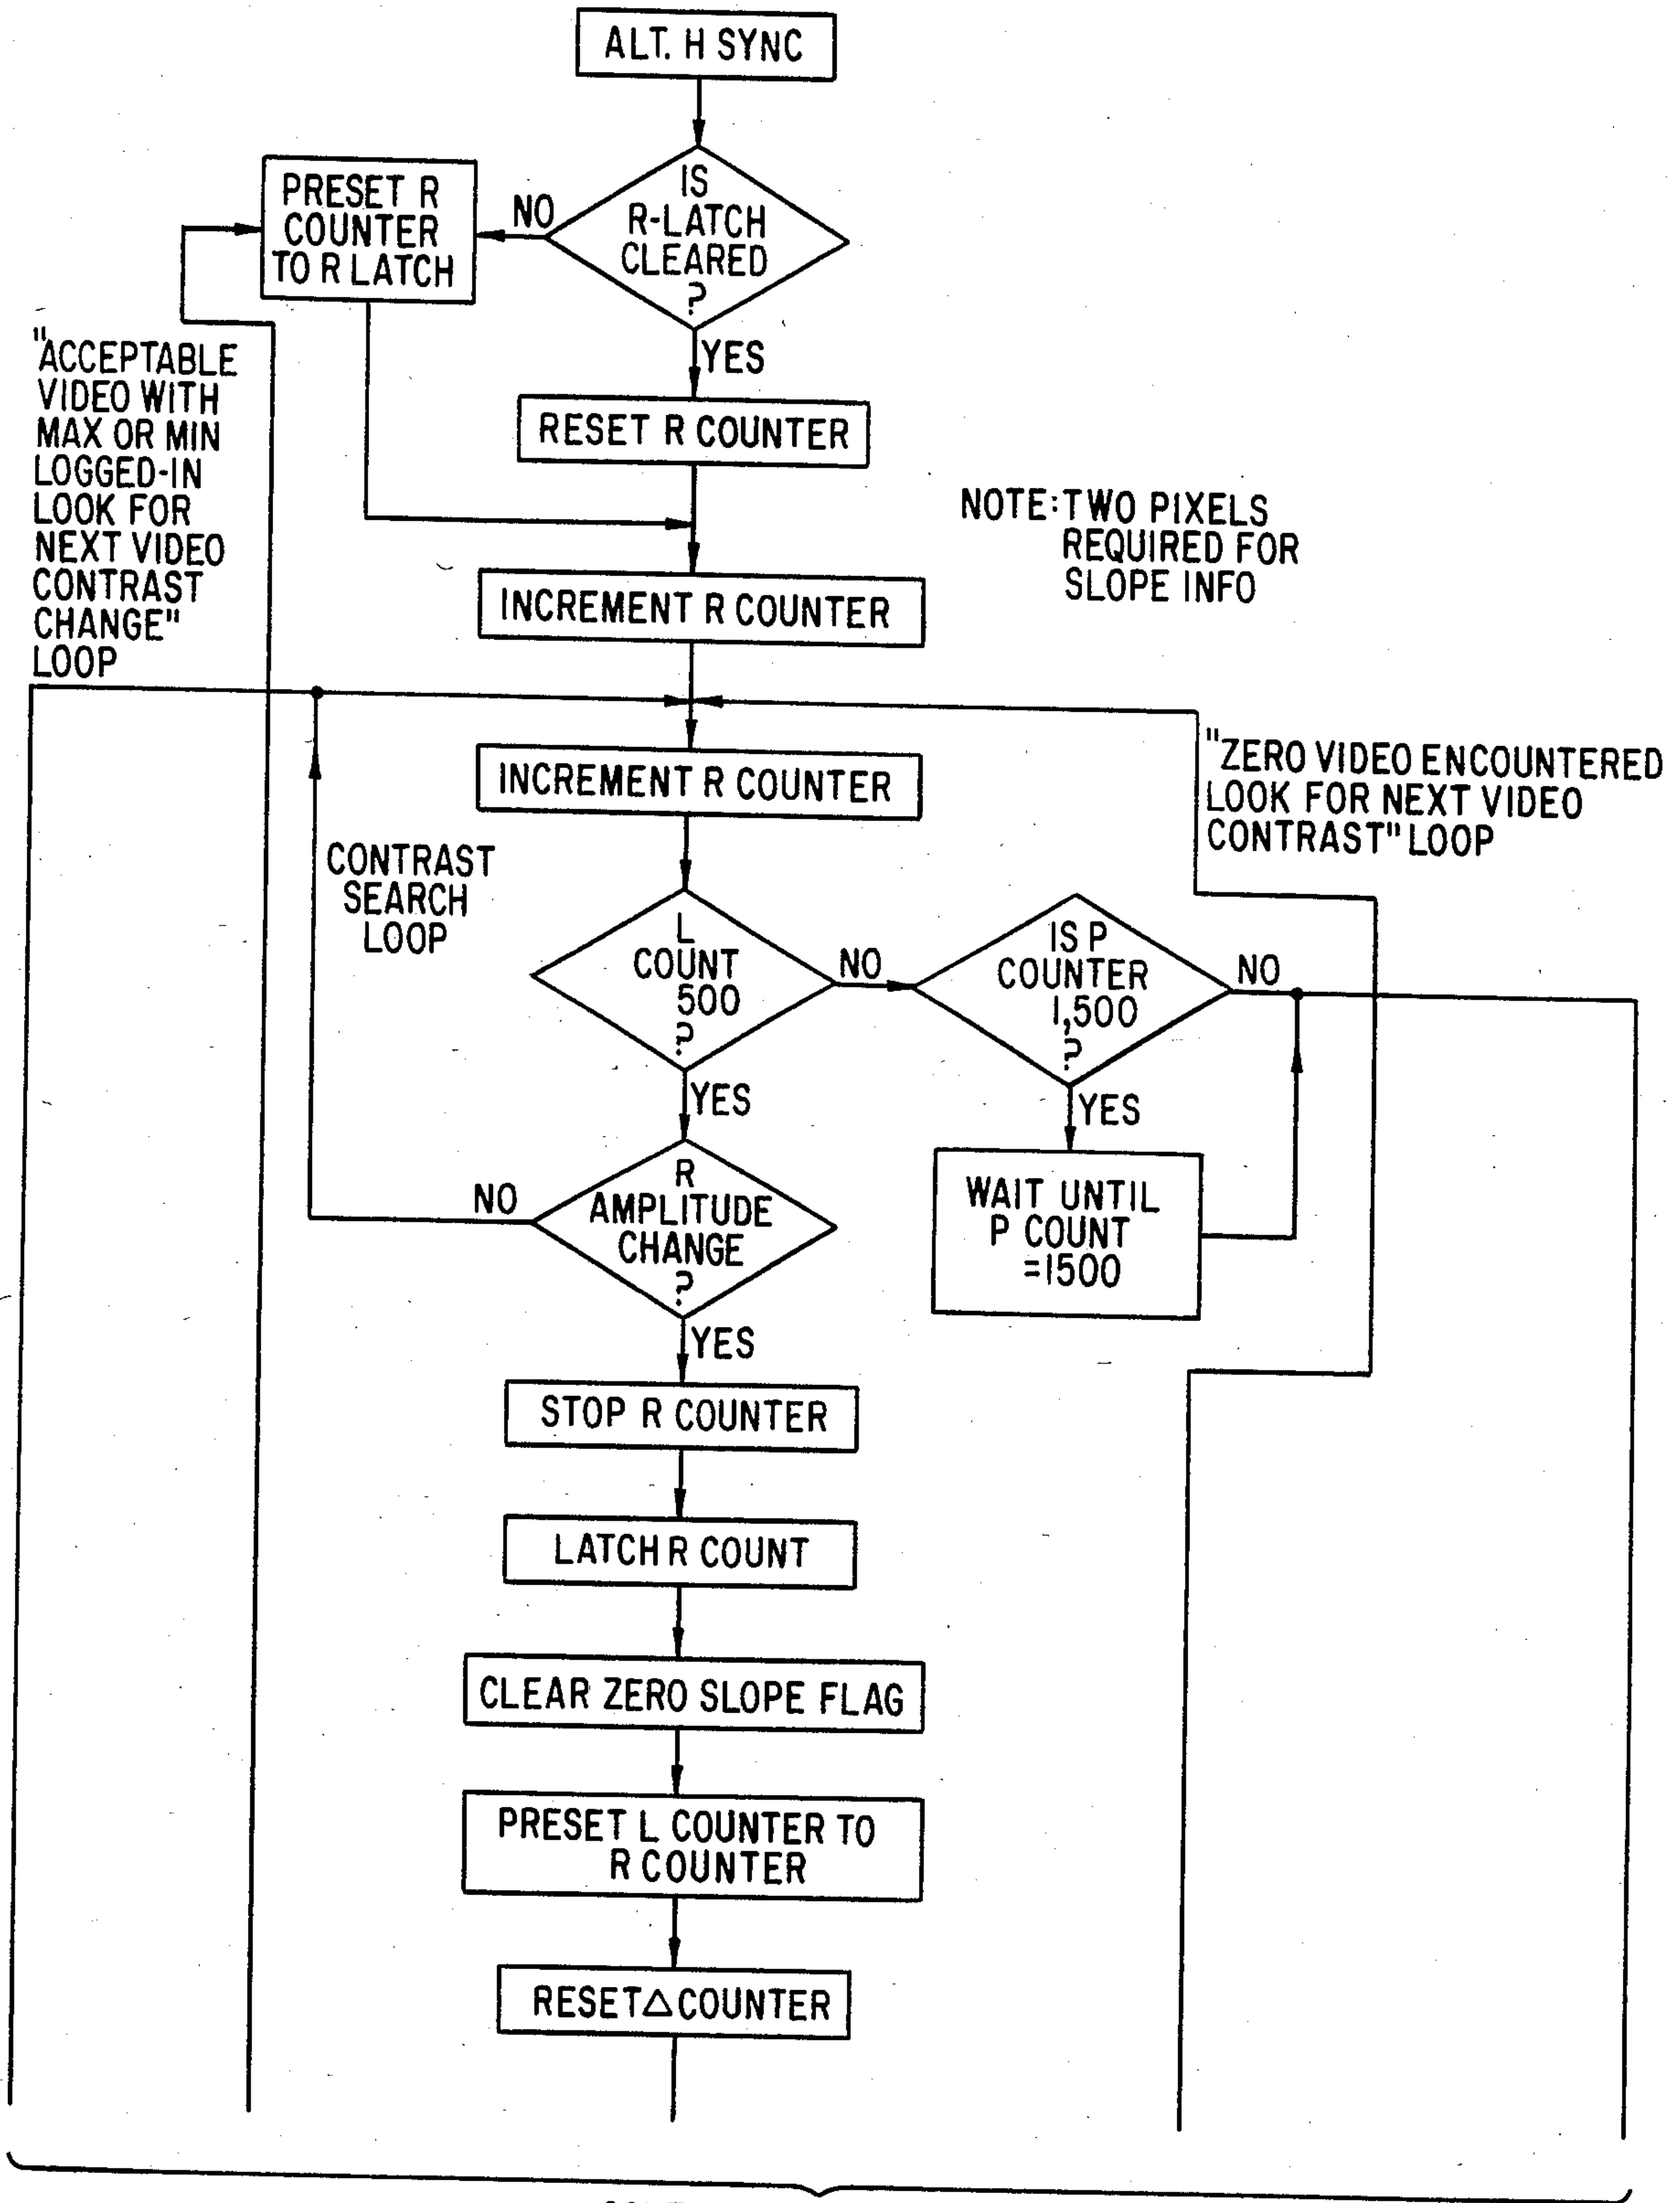 ALT. H SYNC
IS
R-LATCH
CLEARED
?
NO
PRESET R
COUNTER
TO R LATCH
YES
RESET R COUNTER
"ACCEPTABLE
VIDEO WITH
MAX OR MIN
LOGGED-IN
LOOK FOR
NEXT VIDEO
CONTRAST
CHANGE"
LOOP
NOTE: TWO PIXELS
REQUIRED FOR
SLOPE INFO
INCREMENT R COUNTER
INCREMENT R COUNTER
"ZERO VIDEO ENCOUNTERED
LOOK FOR NEXT VIDEO
CONTRAST" LOOP
CONTRAST
SEARCH
LOOP
L
COUNT
500
?
NO
IS P
COUNTER
1,500
?
NO
YES
YES
WAIT UNTIL
P COUNT
=1500
R
AMPLITUDE
CHANGE
?
NO
YES
STOP R COUNTER
LATCH R COUNT
CLEAR ZERO SLOPE FLAG
PRESET L COUNTER TO
R COUNTER
RESET △ COUNTER